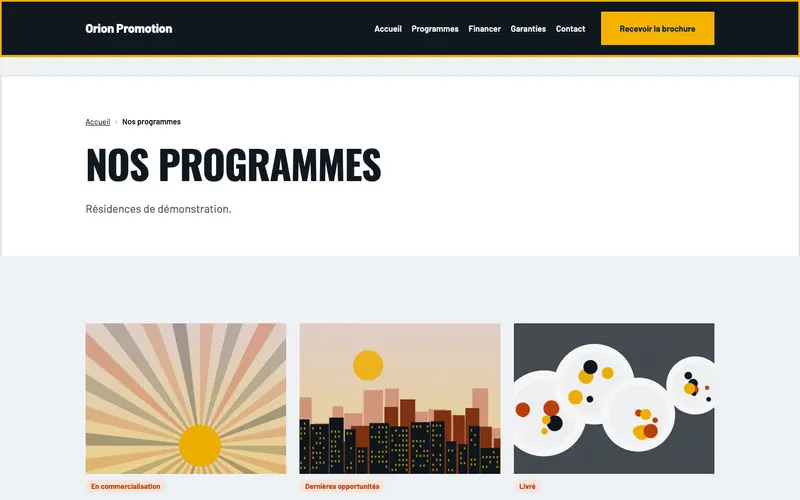 Orion Promotion
Accueil Programmes Financer Garanties Contact Recevoir la brochure
Accueil › Nos programmes
NOS PROGRAMMES
Résidences de démonstration.
En commercialisation Dernières opportunités Livré